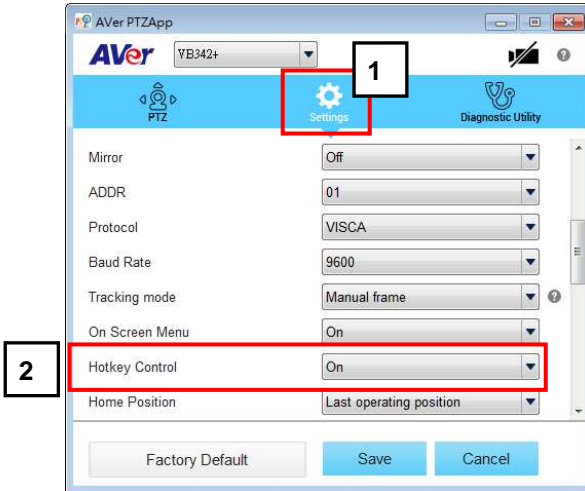 AVer PTZApp
AVer VB342+
1
PTZ Settings Diagnostic Utility
Mirror Off
ADDR 01
Protocol VISCA
Baud Rate 9600
Tracking mode Manual frame
On Screen Menu On
2 Hotkey Control On
Home Position Last operating position
Factory Default Save Cancel